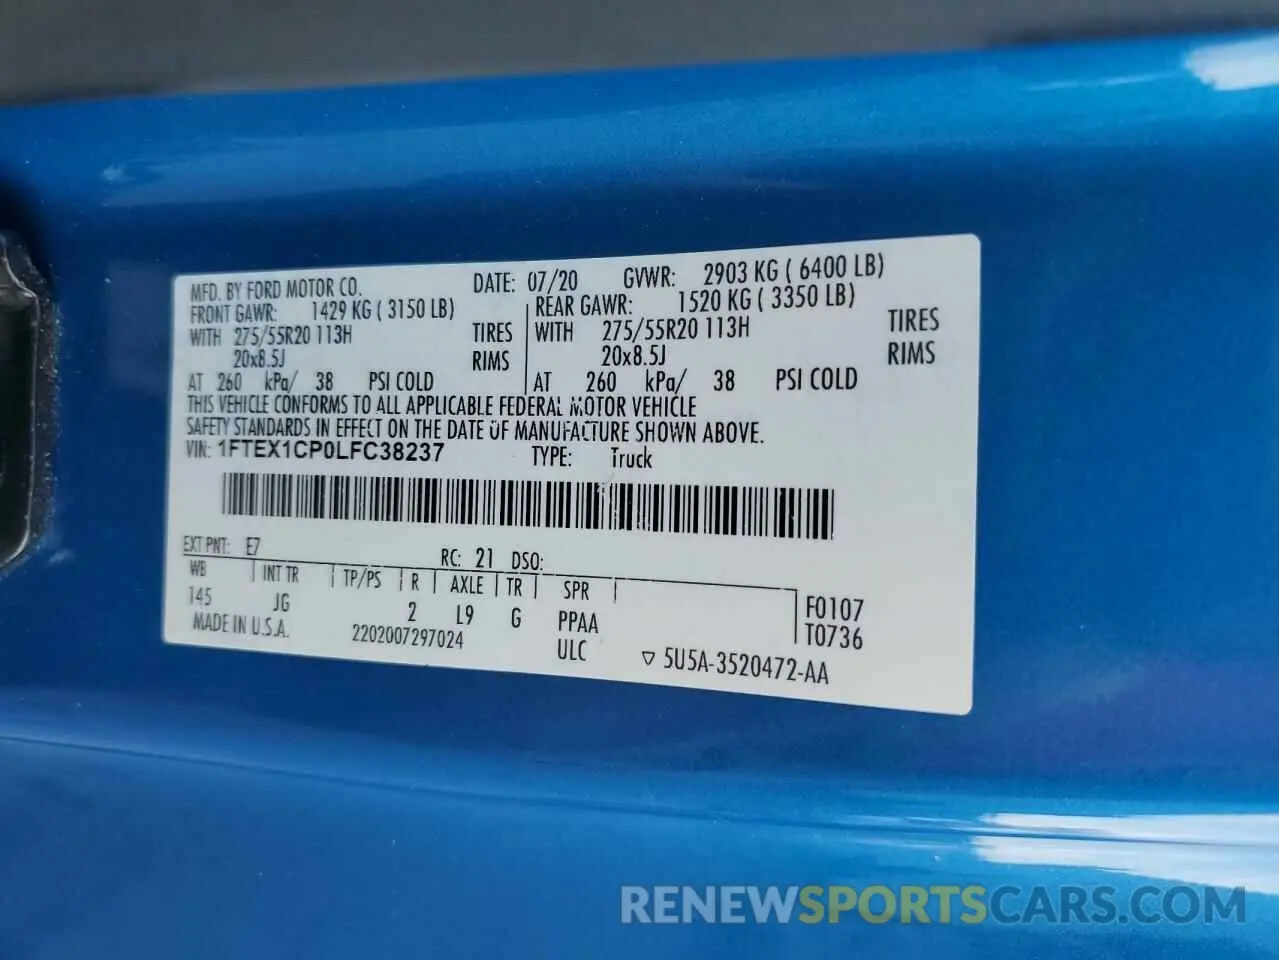 MFD. BY FORD MOTOR CO. DATE: 07/20 GVWR: 2903 KG ( 6400 LB)
FRONT GAWR: 1429 KG ( 3150 LB) REAR GAWR: 1520 KG ( 3350 LB)
WITH 275/55R20 113H TIRES WITH 275/55R20 113H TIRES
20x8.5J RIMS 20x8.5J RIMS
AT 260 kPa/ 38 PSI COLD AT 260 kPa/ 38 PSI COLD
THIS VEHICLE CONFORMS TO ALL APPLICABLE FEDERAL MOTOR VEHICLE
SAFETY STANDARDS IN EFFECT ON THE DATE OF MANUFACTURE SHOWN ABOVE.
VIN: 1FTEX1CP0LFC38237 TYPE: Truck
EXT PNT: E7 RC: 21 DSO:
WB INT TR TP/PS R AXLE TR SPR
145 JG 2 L9 G PPAA F0107
MADE IN U.S.A. 2202007297024 ULC T0736
▽ 5U5A-3520472-AA
RENEWSPORTSCARS.COM